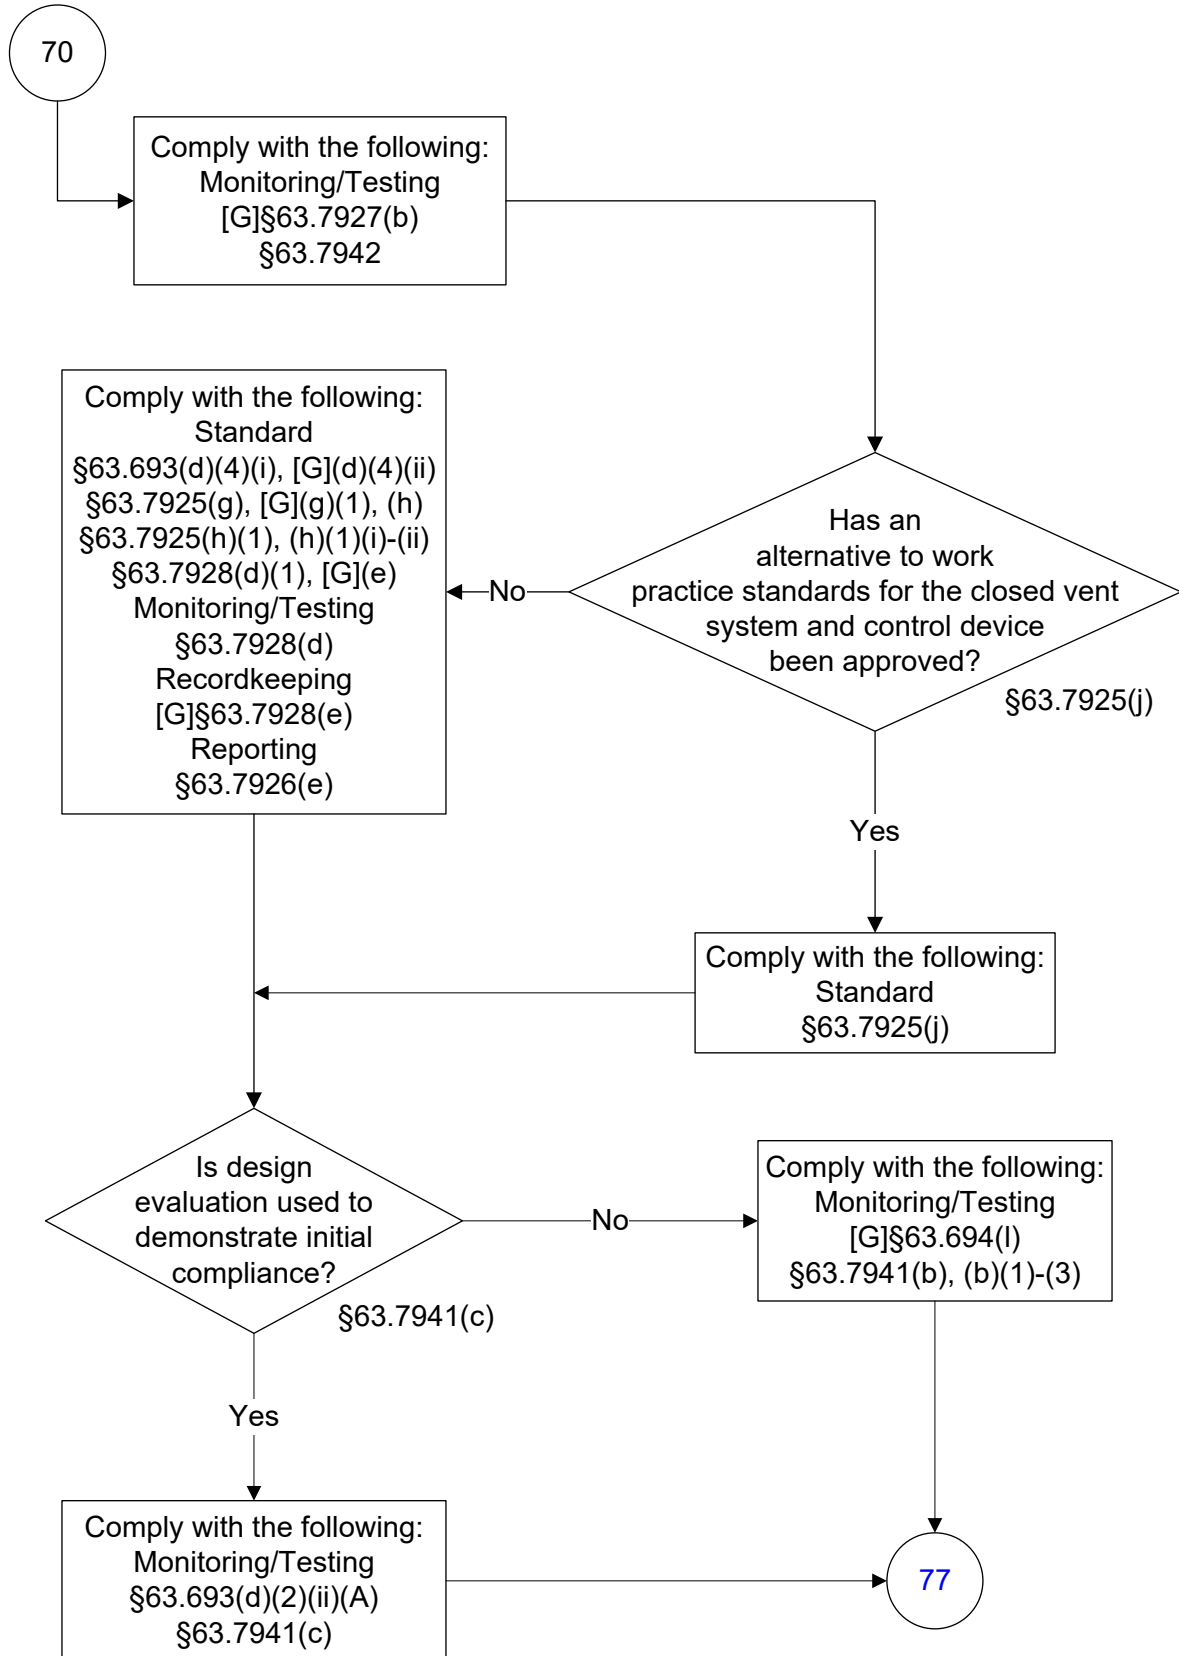 70
Comply with the following:
Monitoring/Testing
[G]§63.7927(b)
§63.7942
Has an
alternative to work
practice standards for the closed vent
system and control device
been approved?
§63.7925(j)
No
Comply with the following:
Standard
§63.693(d)(4)(i), [G](d)(4)(ii)
§63.7925(g), [G](g)(1), (h)
§63.7925(h)(1), (h)(1)(i)-(ii)
§63.7928(d)(1), [G](e)
Monitoring/Testing
§63.7928(d)
Recordkeeping
[G]§63.7928(e)
Reporting
§63.7926(e)
Yes
Comply with the following:
Standard
§63.7925(j)
Is design
evaluation used to
demonstrate initial
compliance?
§63.7941(c)
No
Comply with the following:
Monitoring/Testing
[G]§63.694(l)
§63.7941(b), (b)(1)-(3)
Yes
Comply with the following:
Monitoring/Testing
§63.693(d)(2)(ii)(A)
§63.7941(c)
77